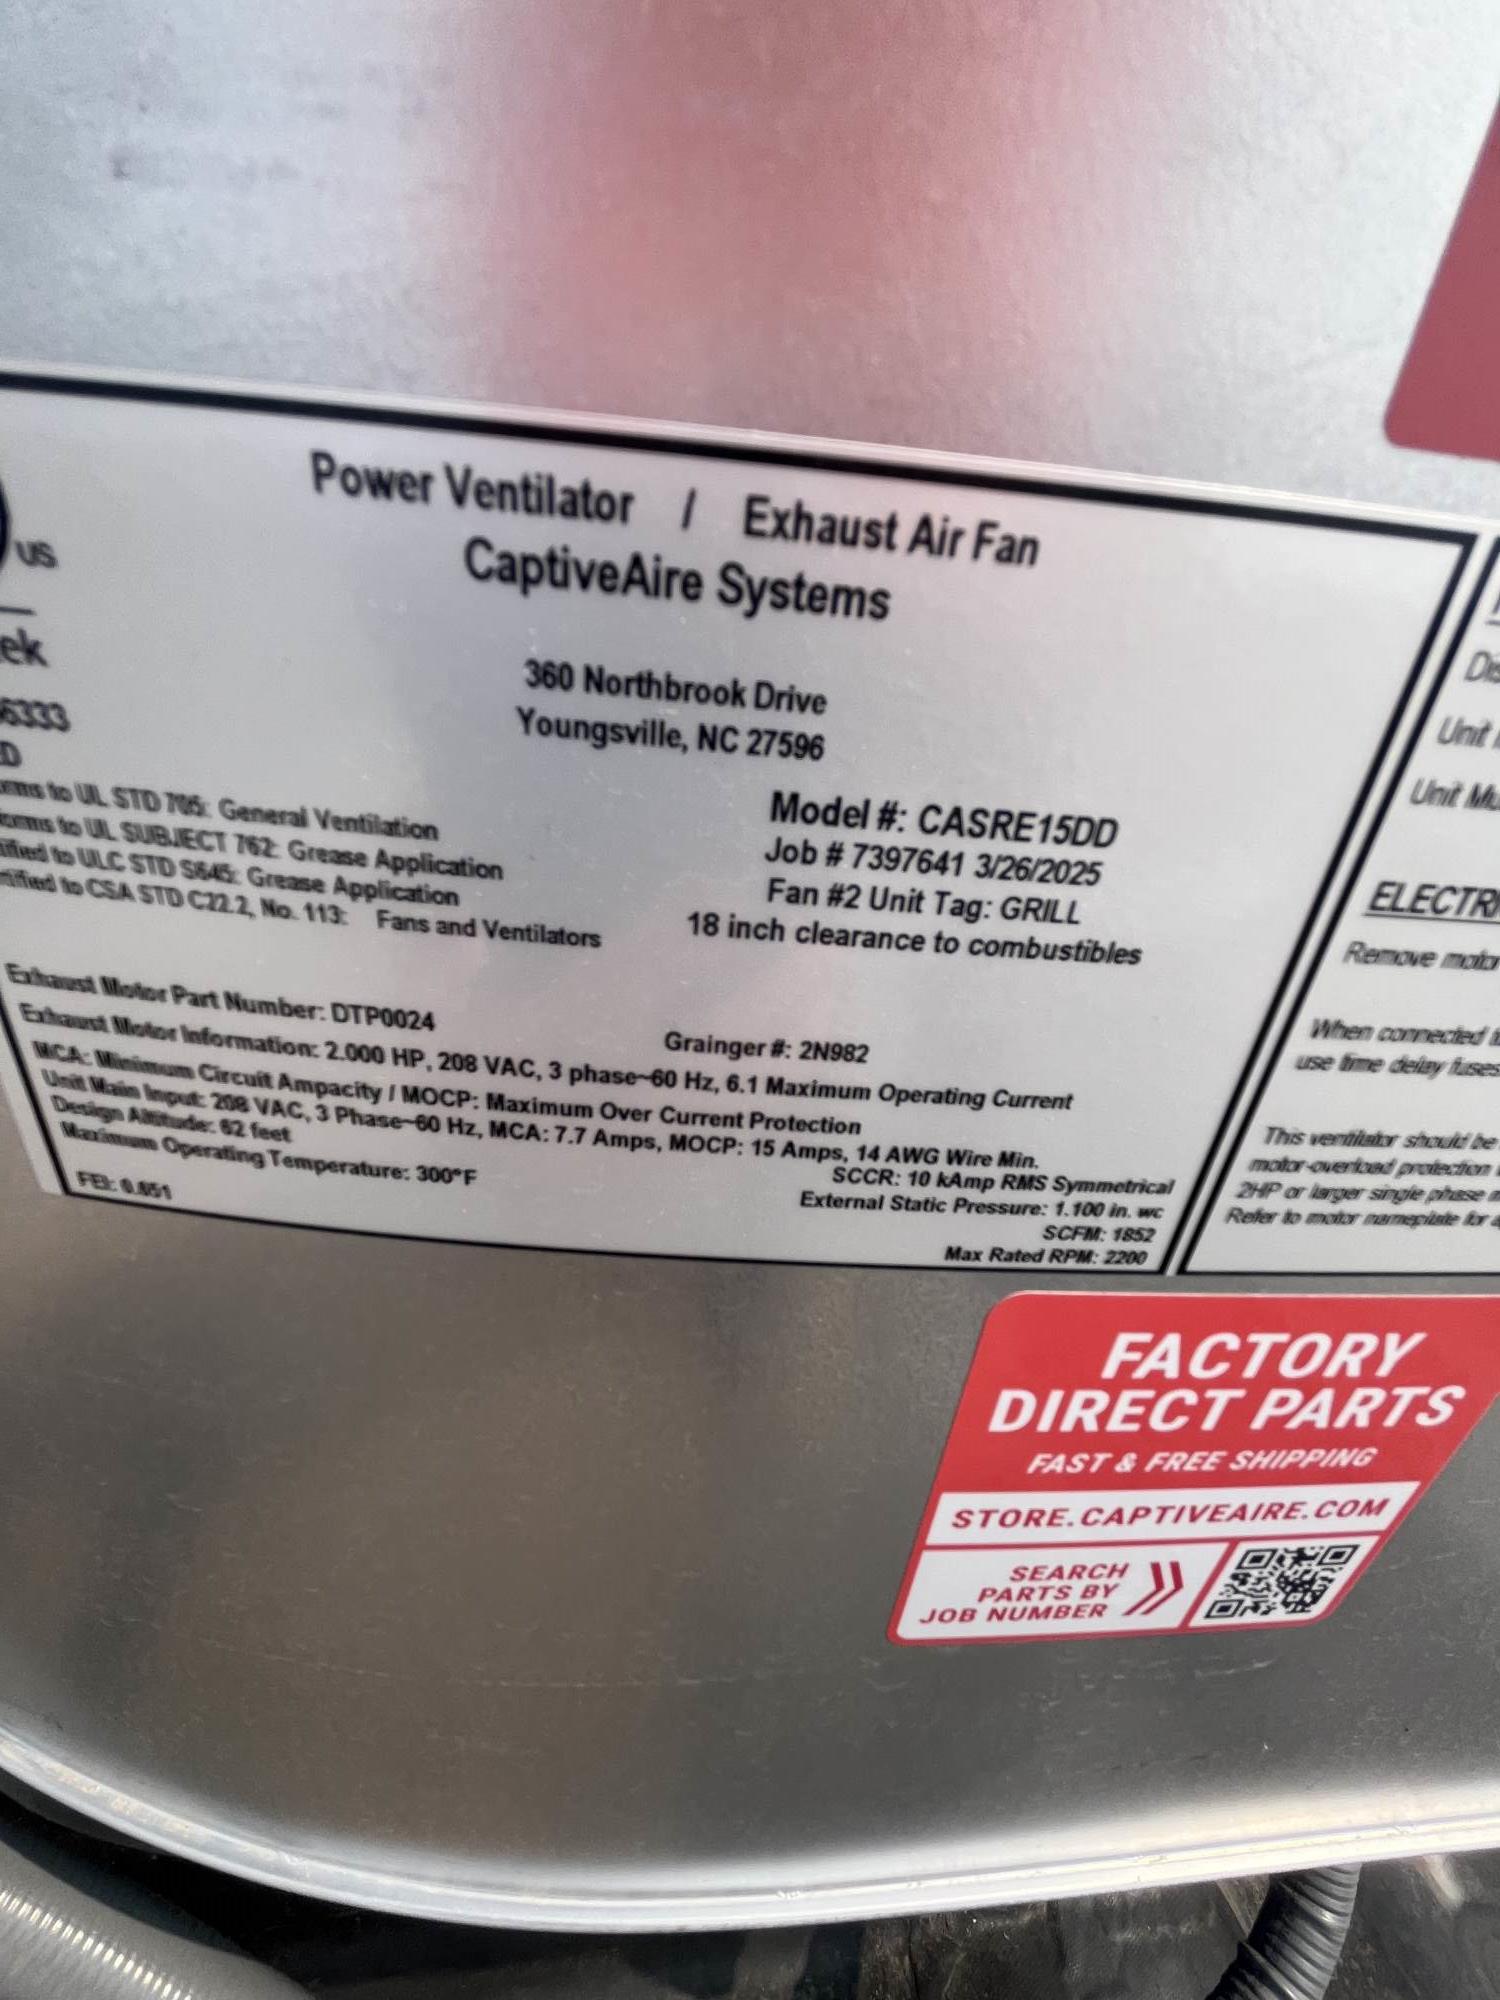 Power Ventilator / Exhaust Air Fan
CaptiveAire Systems
360 Northbrook Drive
Youngsville, NC 27596
US
ek
6333
D
to UL STD 705: General Ventilation
to UL SUBJECT 762: Grease Application
to ULC STD S645: Grease Application
to CSA STD C22.2, No. 113: Fans and Ventilators
Model #: CASRE15DD
Job # 7397641 3/26/2025
Fan #2 Unit Tag: GRILL
18 inch clearance to combustibles
Exhaust Motor Part Number: DTP0024
Grainger #: 2N982
Exhaust Motor Information: 2.000 HP, 208 VAC, 3 phase~60 Hz, 6.1 Maximum Operating Current
MCA: Minimum Circuit Ampacity / MOCP: Maximum Over Current Protection
Unit Main Input: 208 VAC, 3 Phase~60 Hz, MCA: 7.7 Amps, MOCP: 15 Amps, 14 AWG Wire Min.
Design Altitude: 62 feet
SCCR: 10 kAmp RMS Symmetrical
Maximum Operating Temperature: 300°F
External Static Pressure: 1.100 in. wc
FEI:
SCFM: 1852
Max Rated RPM: 2200
Dis
Unit
Unit Mu
ELECTRI
Remove motor
When connected
use time delay fuses
This ventilator should be
motor-overload protection
2HP or larger single phase
Refer to motor nameplate for
FACTORY
DIRECT PARTS
FAST & FREE SHIPPING
STORE.CAPTIVEAIRE.COM
SEARCH
PARTS BY
JOB NUMBER